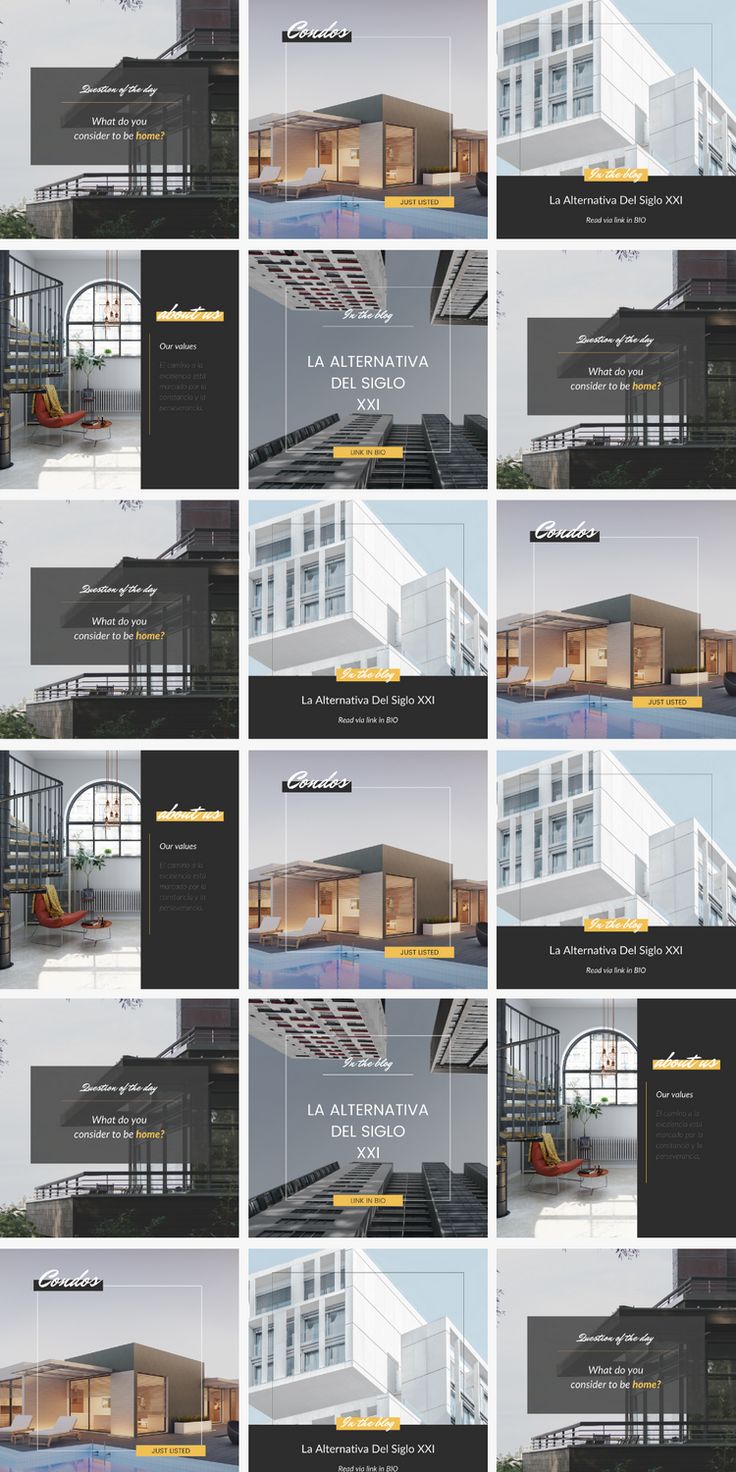 Question of the day
What do you
consider to be home?
Condos
JUST LISTED
In the blog
La Alternativa Del Siglo XXI
Read via link in BIO
about us
Our values
El camino a la
excelencia está
marcado por la
constancia y la
perseverancia.
In the blog
LA ALTERNATIVA
DEL SIGLO
XXI
LINK IN BIO
Question of the day
What do you
consider to be home?
Question of the day
What do you
consider to be home?
In the blog
La Alternativa Del Siglo XXI
Read via link in BIO
Condos
JUST LISTED
about us
Our values
El camino a la
excelencia está
marcado por la
constancia y la
perseverancia.
Condos
JUST LISTED
In the blog
La Alternativa Del Siglo XXI
Read via link in BIO
Question of the day
What do you
consider to be home?
In the blog
LA ALTERNATIVA
DEL SIGLO
XXI
LINK IN BIO
about us
Our values
El camino a la
excelencia está
marcado por la
constancia y la
perseverancia.
Condos
JUST LISTED
In the blog
La Alternativa Del Siglo XXI
Read via link in BIO
Question of the day
What do you
consider to be home?